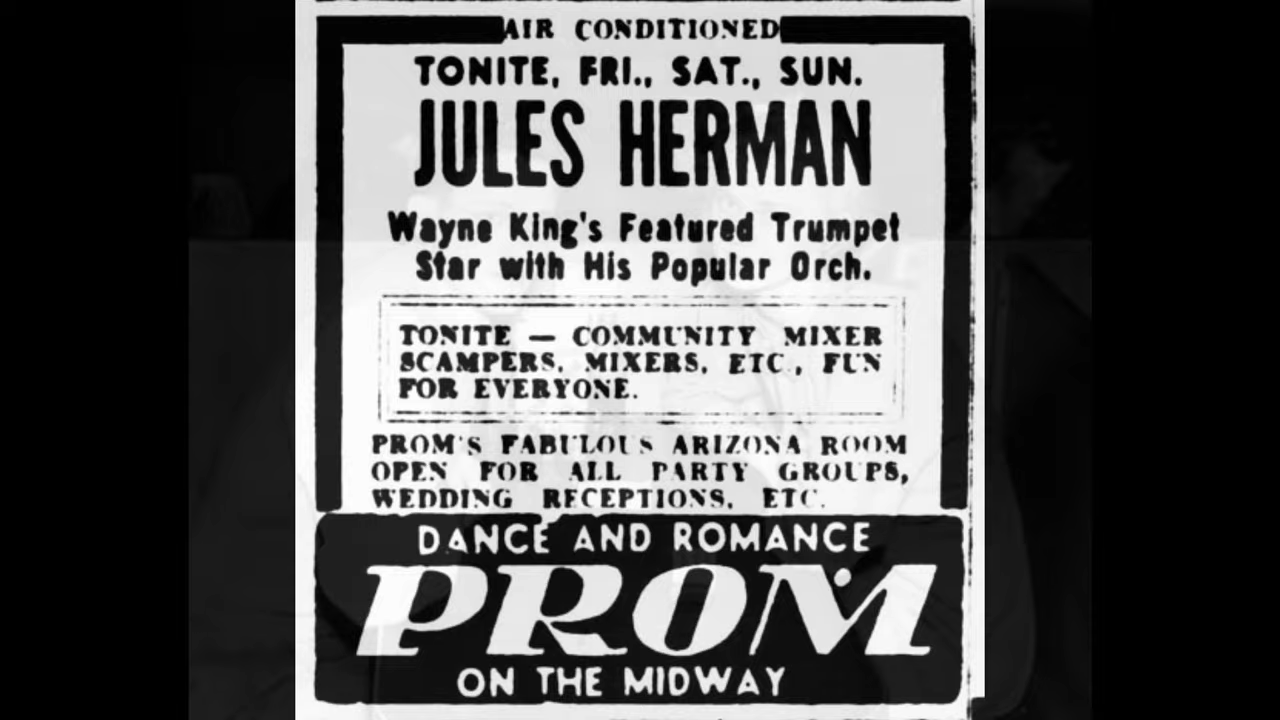 AIR CONDITIONED
TONITE, FRI., SAT., SUN.
JULES HERMAN
Wayne King's Featured Trumpet
Star with His Popular Orch.
TONITE — COMMUNITY MIXER
SCAMPERS, MIXERS, ETC., FUN
FOR EVERYONE.
PROM'S FABULOUS ARIZONA ROOM
OPEN FOR ALL PARTY GROUPS,
WEDDING RECEPTIONS, ETC.
DANCE AND ROMANCE
PROM
ON THE MIDWAY